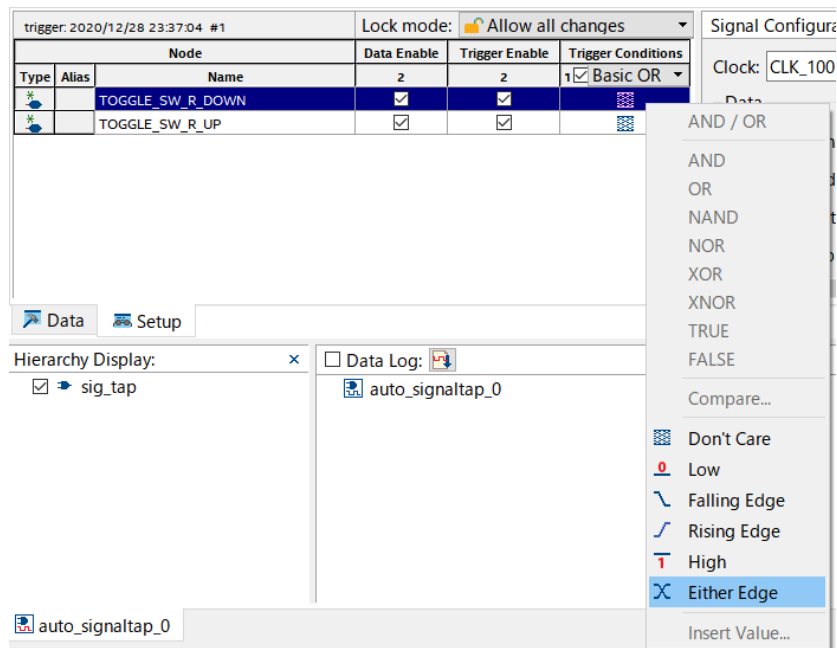 trigger: 2020/12/28 23:37:04 #1 Lock mode: Allow all changes
Signal Configura
Node Data Enable Trigger Enable Trigger Conditions
Type Alias Name 2 2 1 Basic OR
Clock: CLK_100
Data
TOGGLE_SW_R_DOWN
TOGGLE_SW_R_UP
AND / OR
AND
OR
NAND
NOR
XOR
XNOR
TRUE
FALSE
Compare...
Don't Care
0 Low
Falling Edge
Rising Edge
1 High
Either Edge
Insert Value...
Data Setup
Hierarchy Display: × Data Log:
sig_tap auto_signaltap_0
auto_signaltap_0